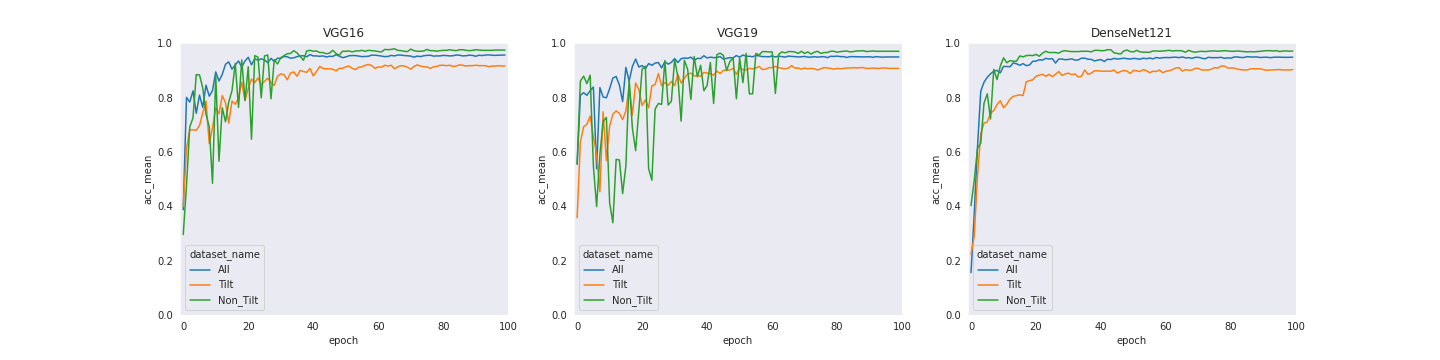 VGG16
acc_mean
1.0
0.8
0.6
0.4
0.2
0.0
dataset_name
All
Tilt
Non_Tilt
0 20 40 60 80 100
epoch
VGG19
acc_mean
1.0
0.8
0.6
0.4
0.2
0.0
dataset_name
All
Tilt
Non_Tilt
0 20 40 60 80 100
epoch
DenseNet121
acc_mean
1.0
0.8
0.6
0.4
0.2
0.0
dataset_name
All
Tilt
Non_Tilt
0 20 40 60 80 100
epoch